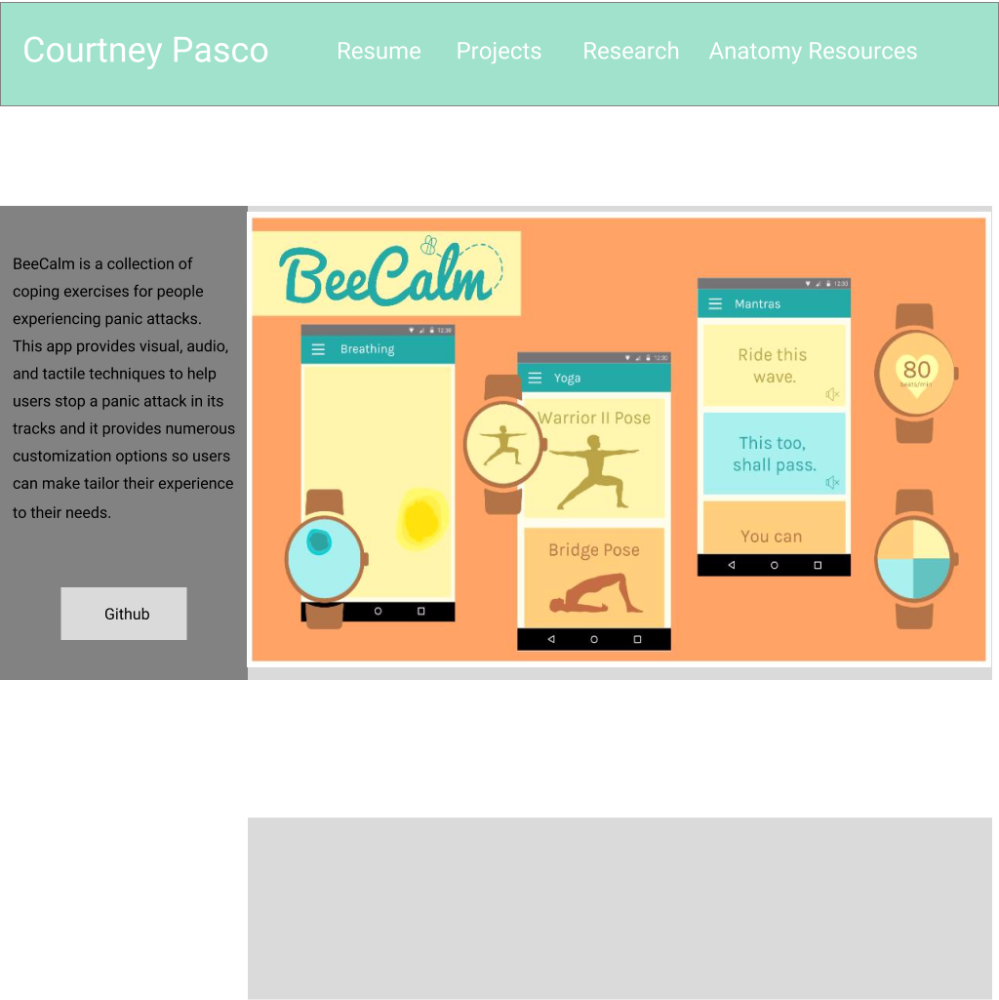 Courtney Pasco
Resume Projects Research Anatomy Resources
BeeCalm is a collection of
coping exercises for people
experiencing panic attacks.
This app provides visual, audio,
and tactile techniques to help
users stop a panic attack in its
tracks and it provides numerous
customization options so users
can make tailor their experience
to their needs.
Github
BeeCalm
12:38
Breathing
12:30
Yoga
Warrior II Pose
Bridge Pose
12:30
Mantras
Ride this
wave.
This too,
shall pass.
You can
80
beats/min